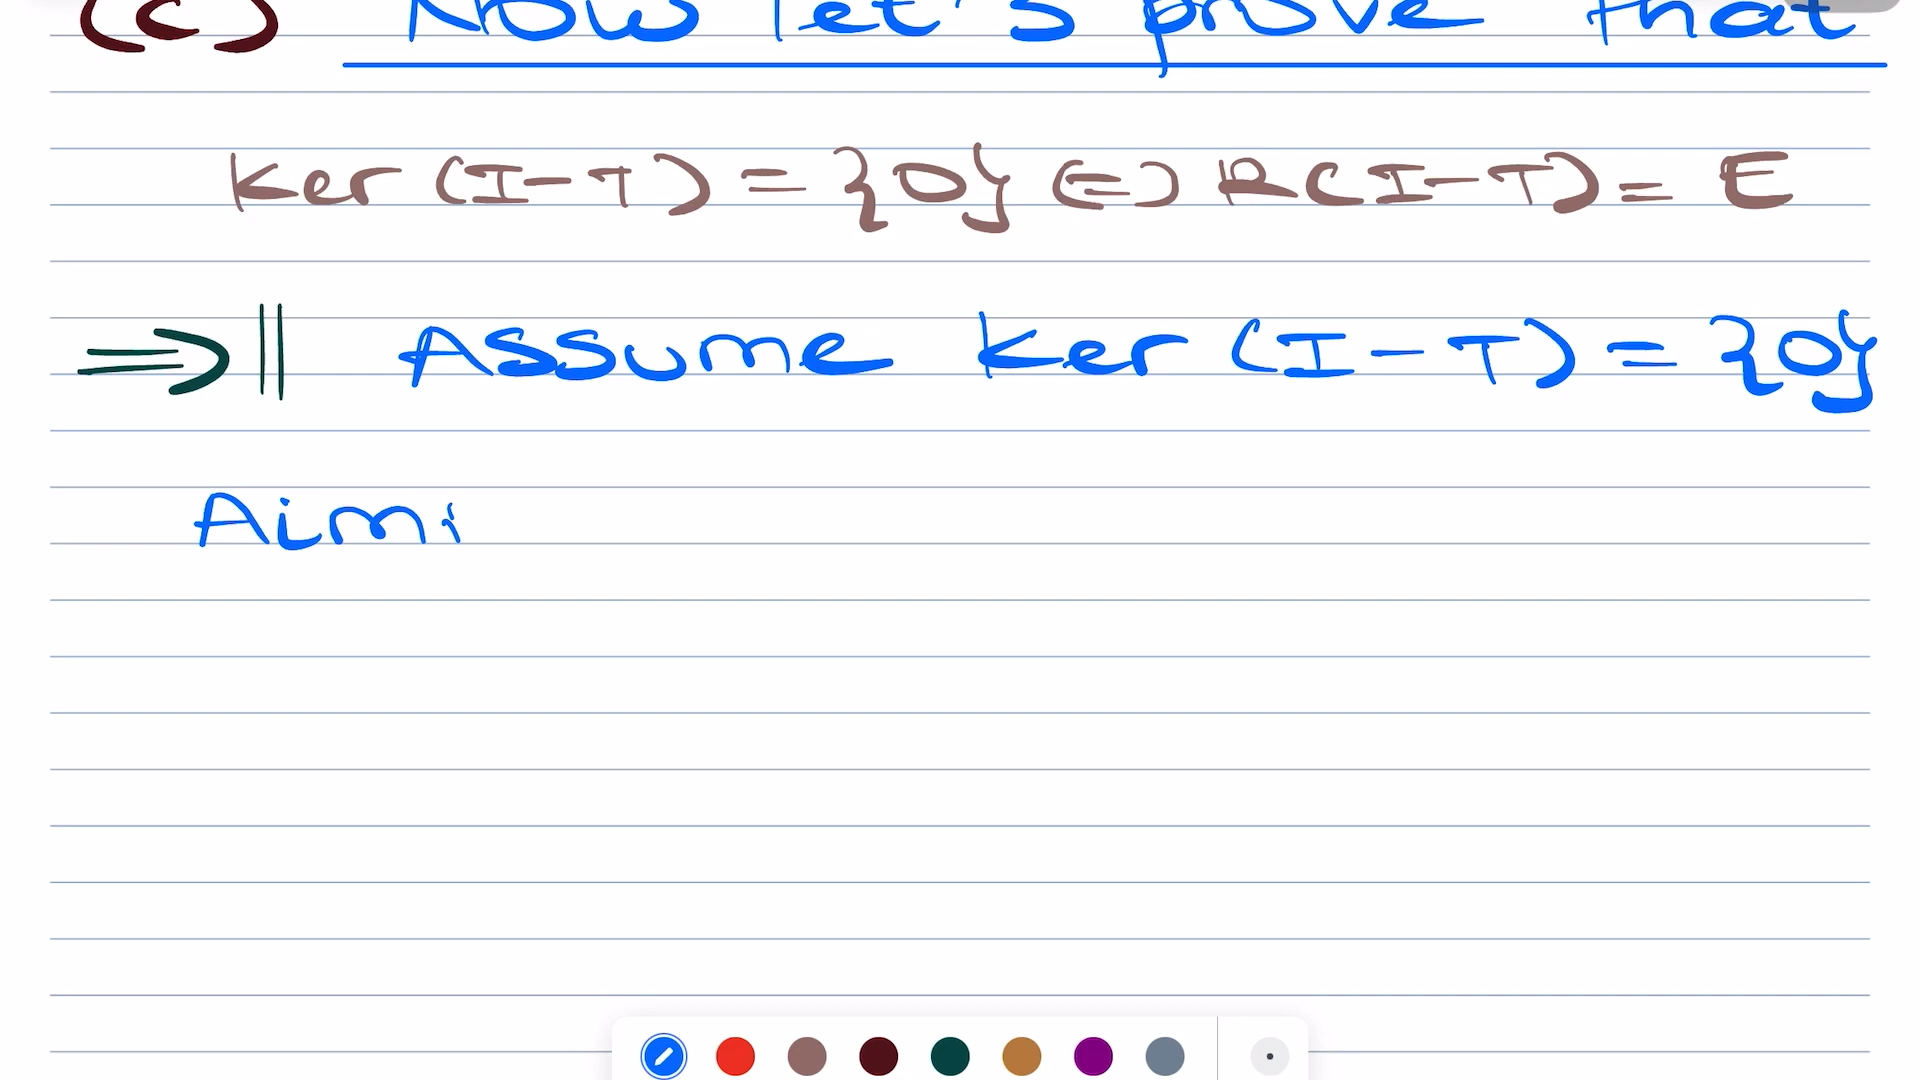 (c) Now let's prove that
Ker (I-T) = {0} <=> R(I-T) = E
=>|| Assume Ker (I-T) = {0}
Aim: